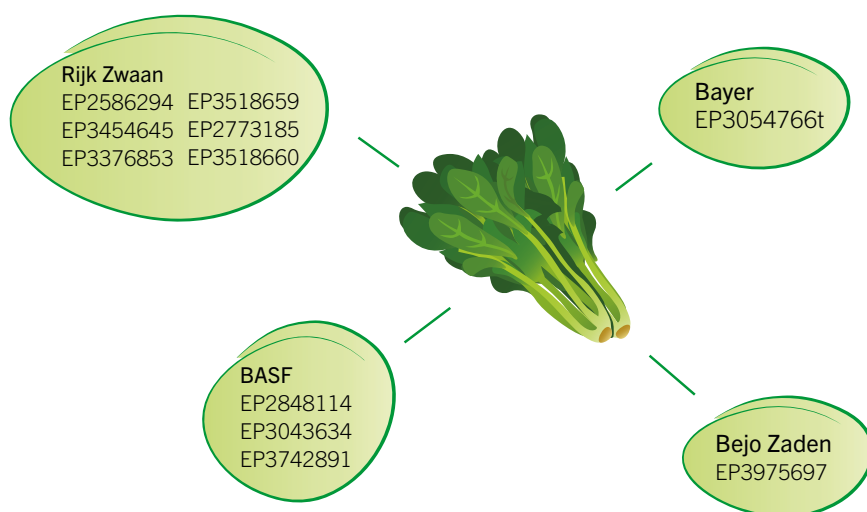 Rijk Zwaan
EP2586294 EP3518659
EP3454645 EP2773185
EP3376853 EP3518660
Bayer
EP3054766t
BASF
EP2848114
EP3043634
EP3742891
Bejo Zaden
EP3975697